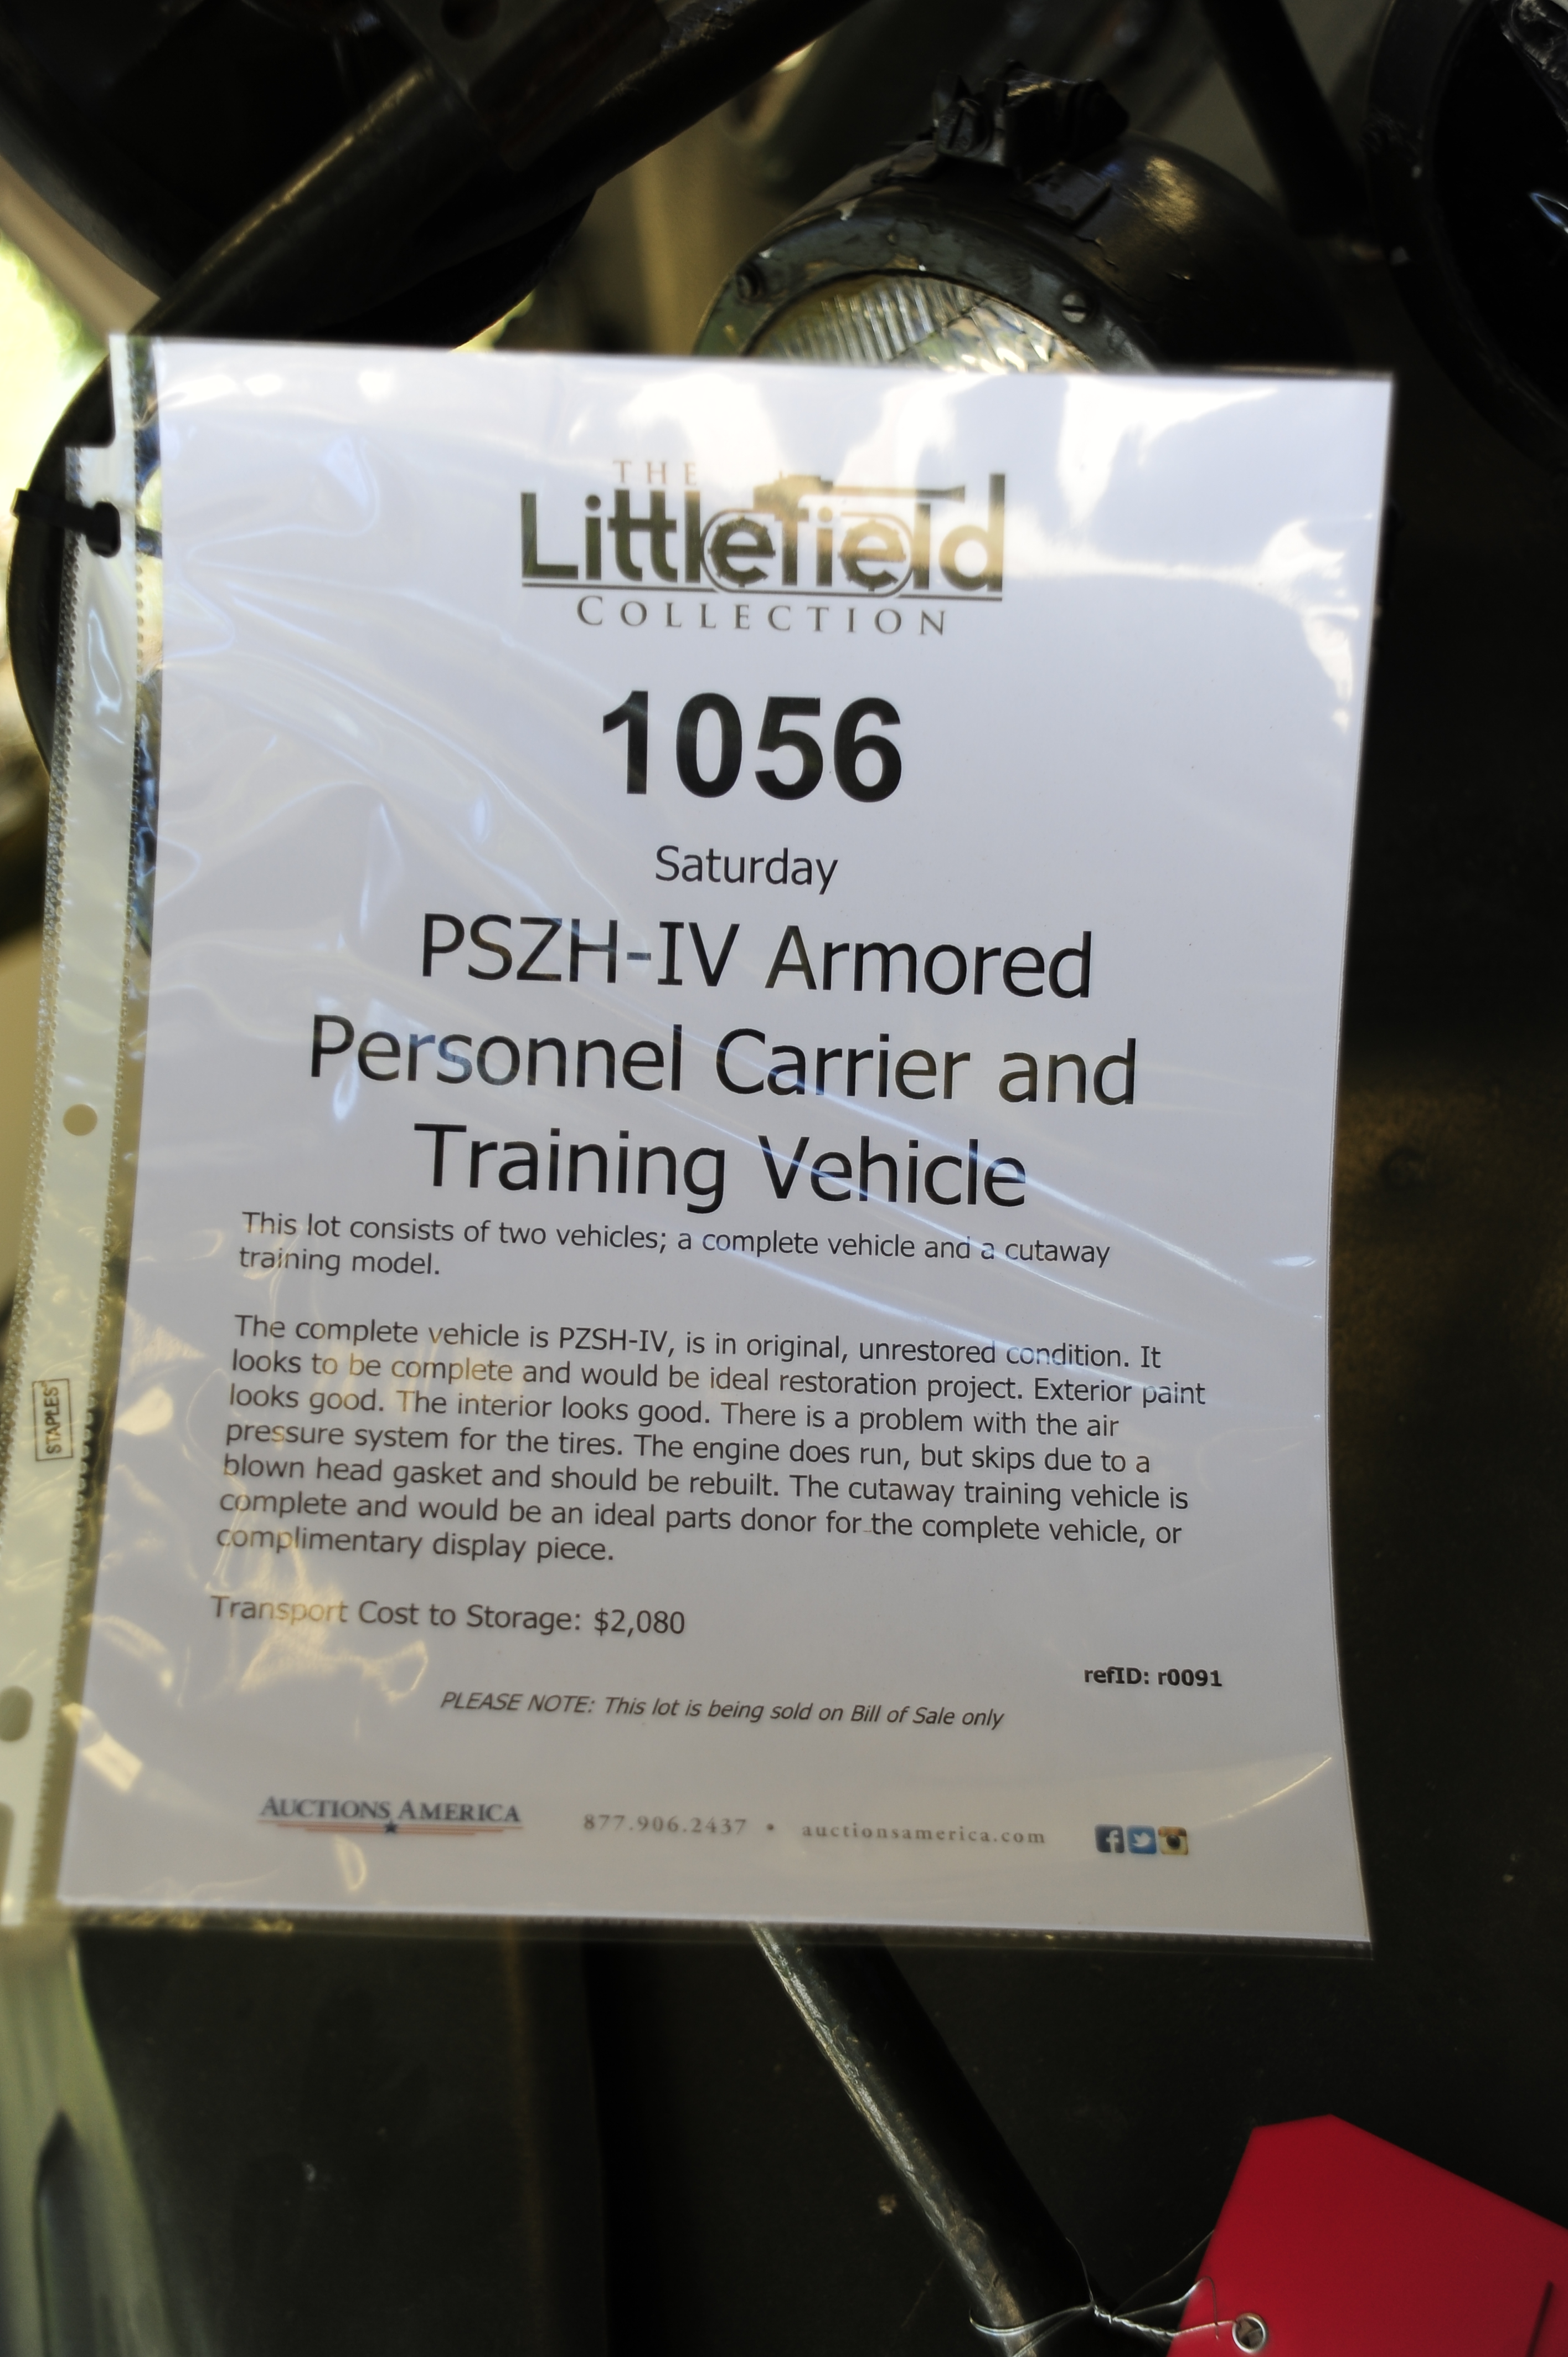 THE
Littlefield
COLLECTION
1056
Saturday
PSZH-IV Armored
Personnel Carrier and
Training Vehicle
This lot consists of two vehicles; a complete vehicle and a cutaway
training model.
The complete vehicle is PZSH-IV, is in original, unrestored condition. It
looks to be complete and would be ideal restoration project. Exterior paint
looks good. The interior looks good. There is a problem with the air
pressure system for the tires. The engine does run, but skips due to a
blown head gasket and should be rebuilt. The cutaway training vehicle is
complete and would be an ideal parts donor for the complete vehicle, or
complimentary display piece.
Transport Cost to Storage: $2,080
refID: r0091
PLEASE NOTE: This lot is being sold on Bill of Sale only
AUCTIONS AMERICA 877.906.2437 • auctionsamerica.com
STAPLES